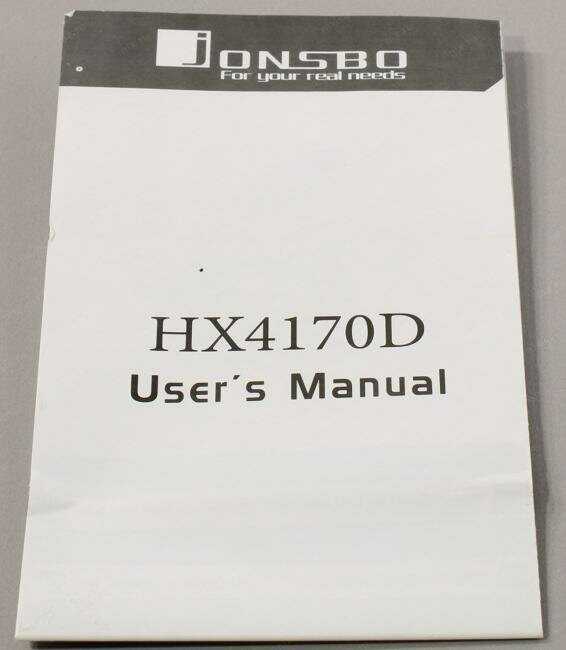 jONSBO
For your real needs
HX4170D
User's Manual